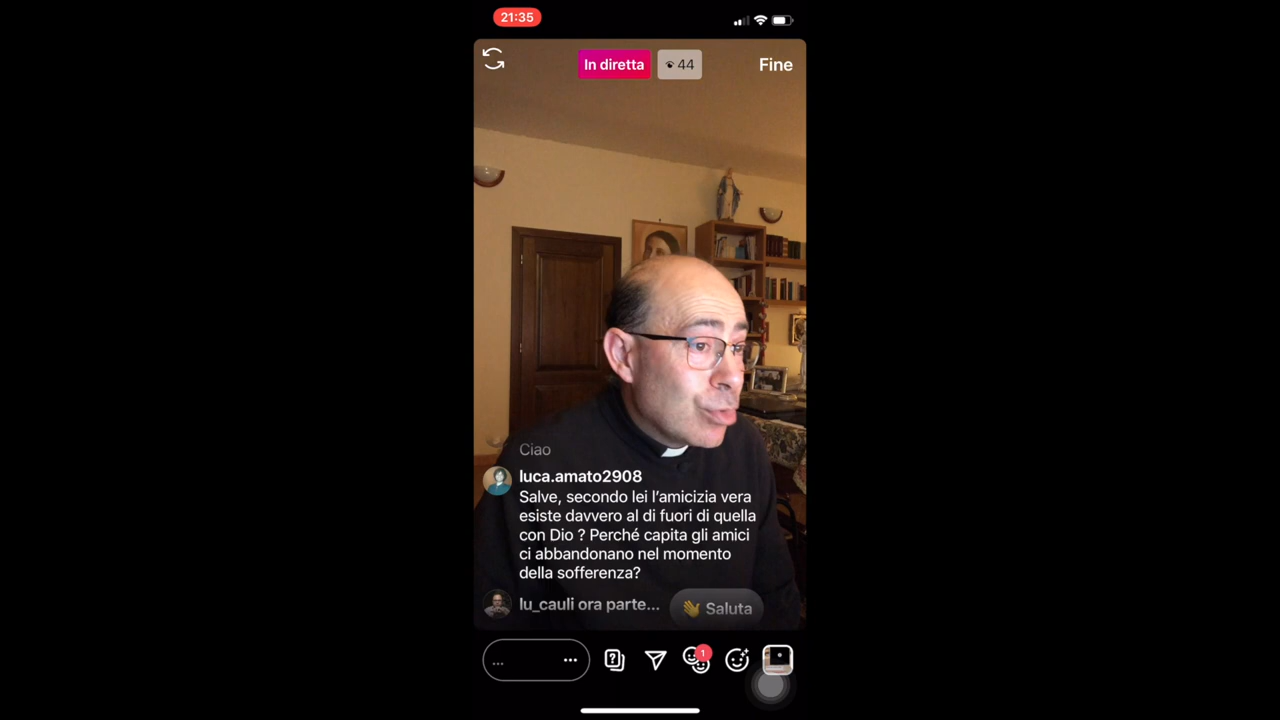 21:35
In diretta
44
Fine
Ciao
luca.amato2908
Salve, secondo lei l’amicizia vera
esiste davvero al di fuori di quella
con Dio ? Perché capita gli amici
ci abbandonano nel momento
della sofferenza?
lu_cauli ora parte...
👋 Saluta
...
1